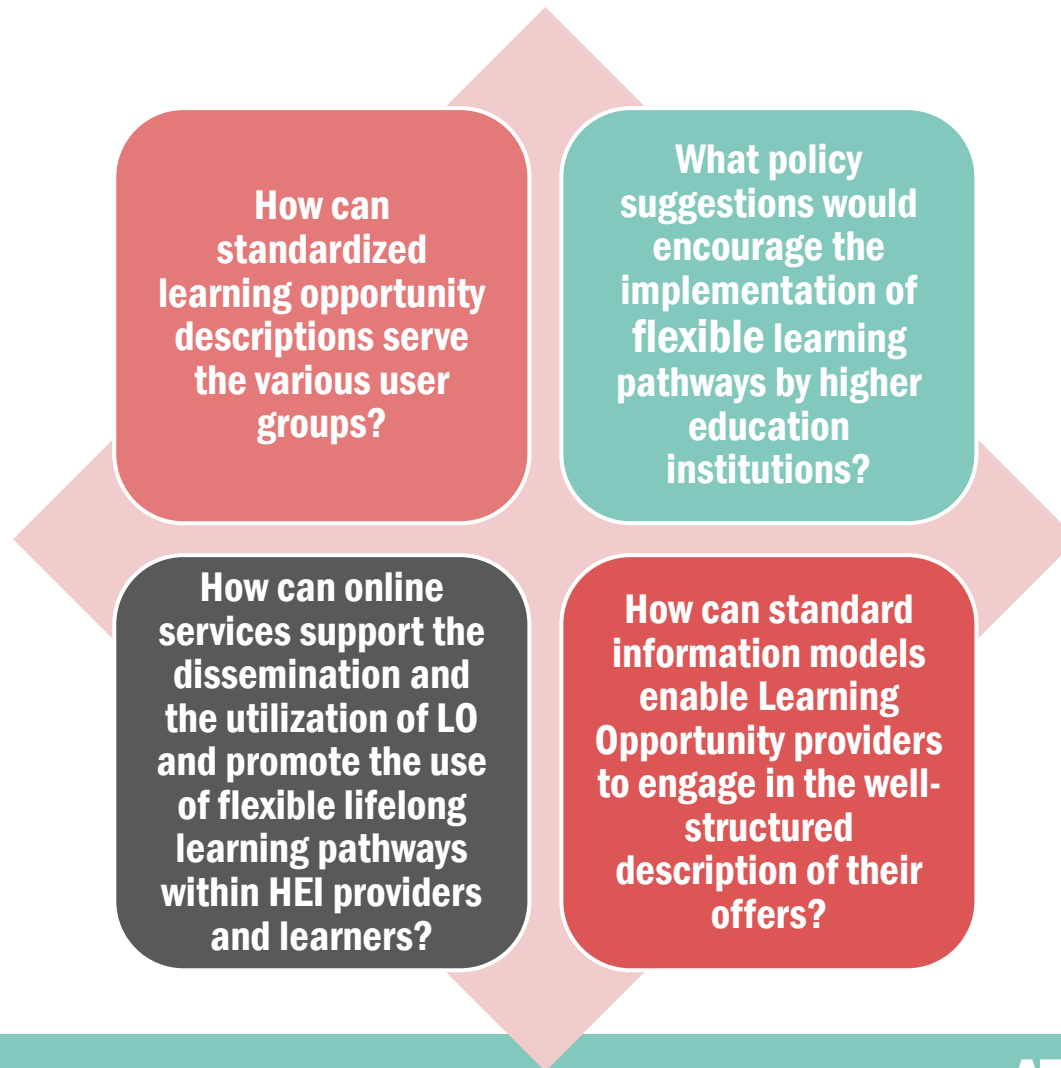 How can
standardized
learning opportunity
descriptions serve
the various user
groups?
What policy
suggestions would
encourage the
implementation of
flexible learning
pathways by higher
education
institutions?
How can online
services support the
dissemination and
the utilization of LO
and promote the use
of flexible lifelong
learning pathways
within HEI providers
and learners?
How can standard
information models
enable Learning
Opportunity providers
to engage in the well-
structured
description of their
offers?